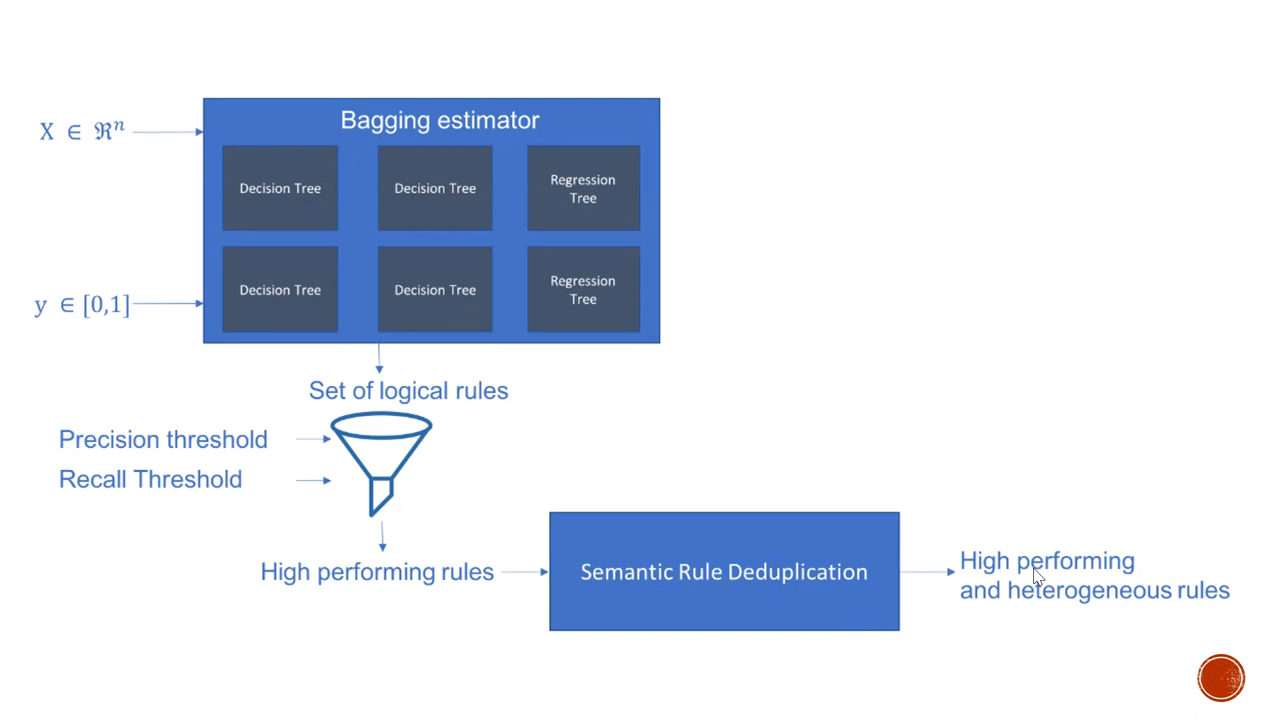 Bagging estimator
X ∈ ℜⁿ
Decision Tree
Decision Tree
Regression
Tree
Decision Tree
Decision Tree
Regression
Tree
y ∈ [0,1]
Set of logical rules
Precision threshold
Recall Threshold
High performing rules
Semantic Rule Deduplication
High performing
and heterogeneous rules